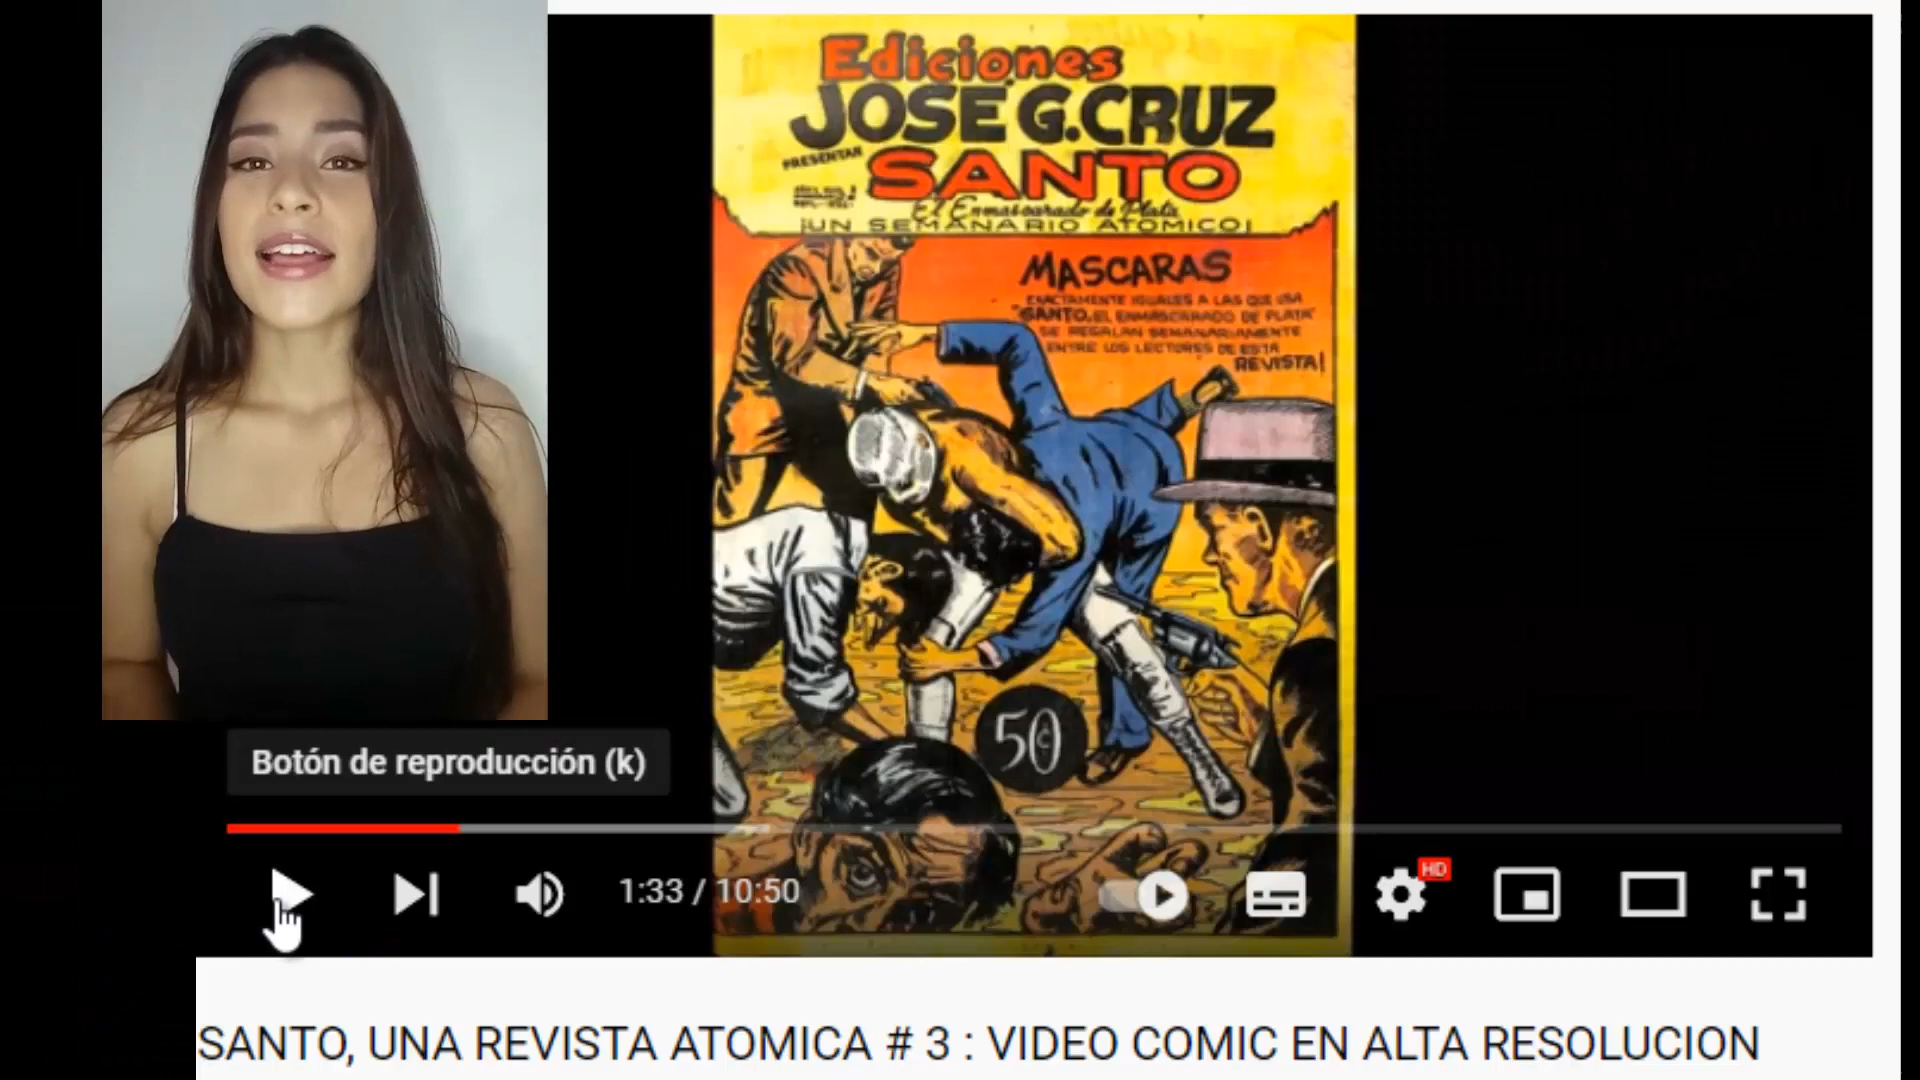 Ediciones
JOSE G. CRUZ
PRESENTAN
SANTO
El Enmascarado de Plata
¡UN SEMANARIO ATOMICO!
MASCARAS
EXACTAMENTE IGUALES A LAS QUE USA
"SANTO, EL ENMASCARADO DE PLATA"
SE REGALAN SEMANARIAMENTE
ENTRE LOS LECTORES DE ESTA
REVISTA!
50¢
Botón de reproducción (k)
1:33 / 10:50
HD
SANTO, UNA REVISTA ATOMICA # 3 : VIDEO COMIC EN ALTA RESOLUCION